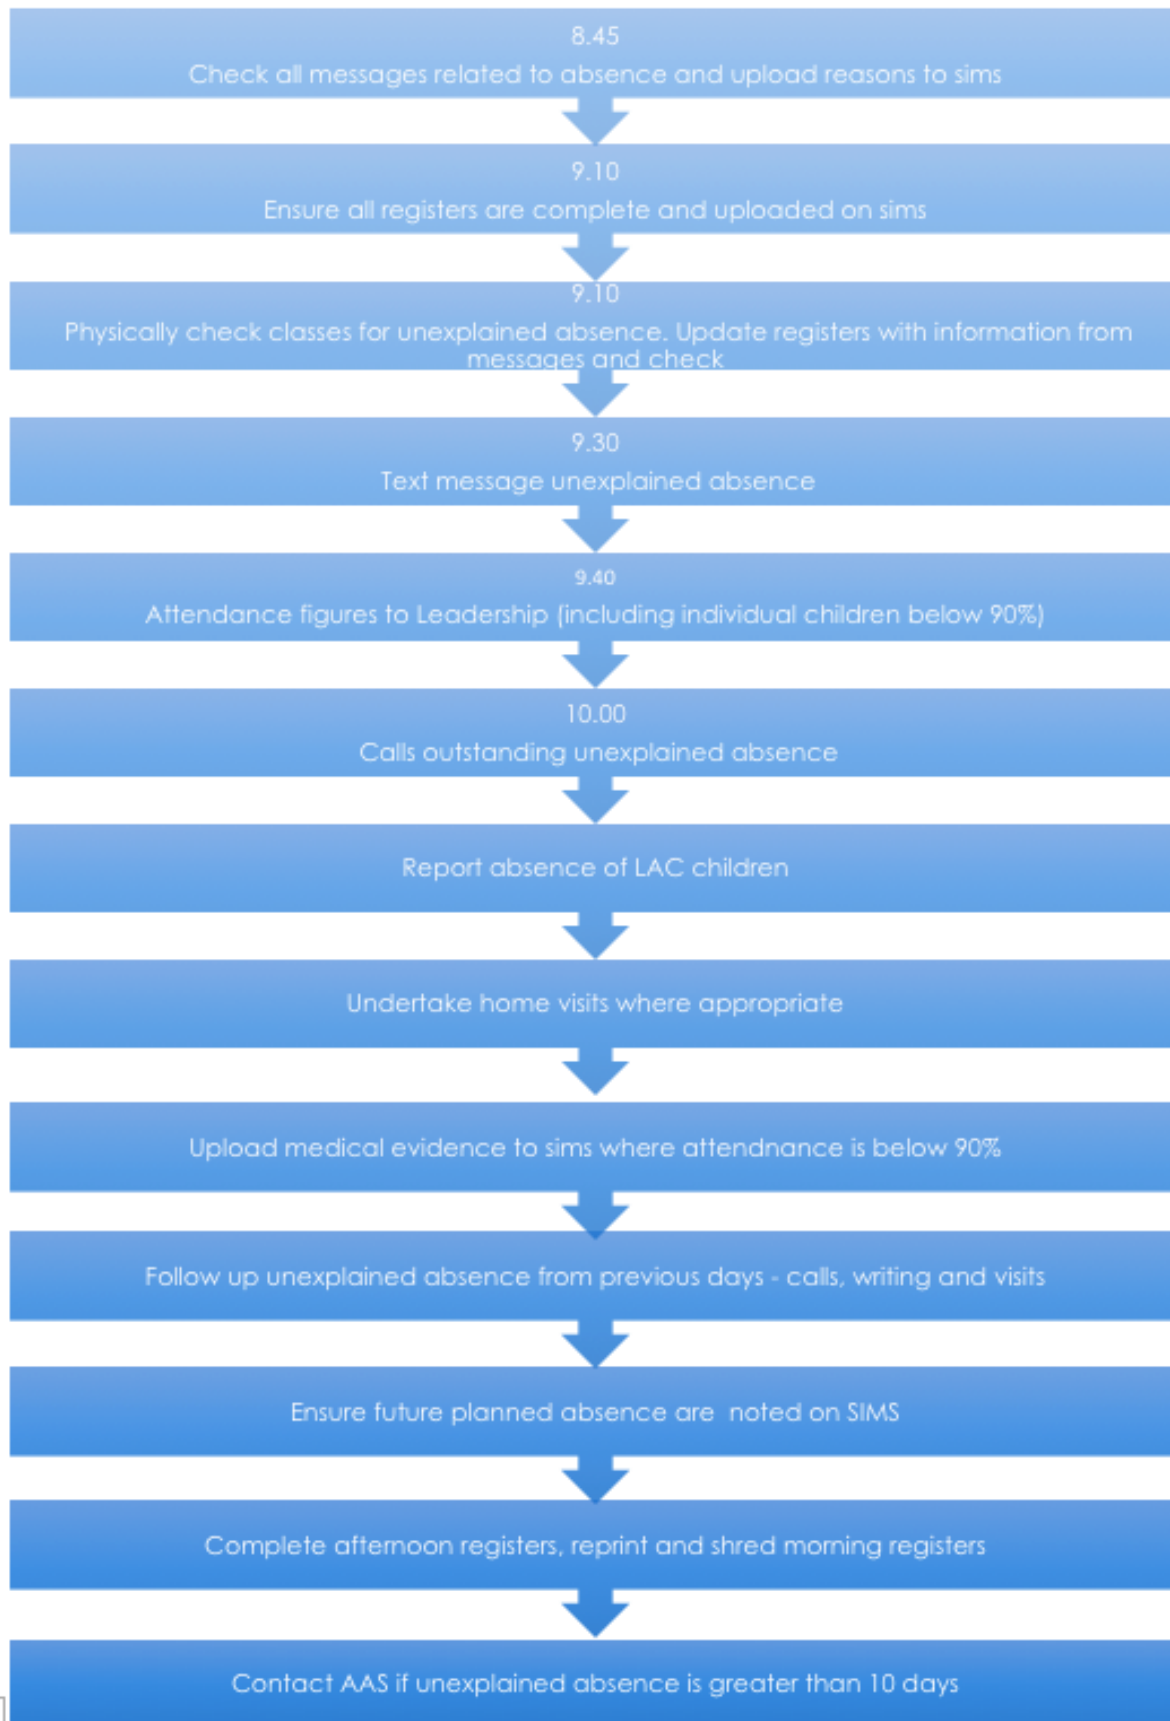 8.45
Check all messages related to absence and upload reasons to sims
9.10
Ensure all registers are complete and uploaded on sims
9.10
Physically check classes for unexplained absence. Update registers with information from
messages and check
9.30
Text message unexplained absence
9.40
Attendance figures to Leadership (including individual children below 90%)
10.00
Calls outstanding unexplained absence
Report absence of LAC children
Undertake home visits where appropriate
Upload medical evidence to sims where attendnance is below 90%
Follow up unexplained absence from previous days - calls, writing and visits
Ensure future planned absence are  noted on SIMS
Complete afternoon registers, reprint and shred morning registers
Contact AAS if unexplained absence is greater than 10 days